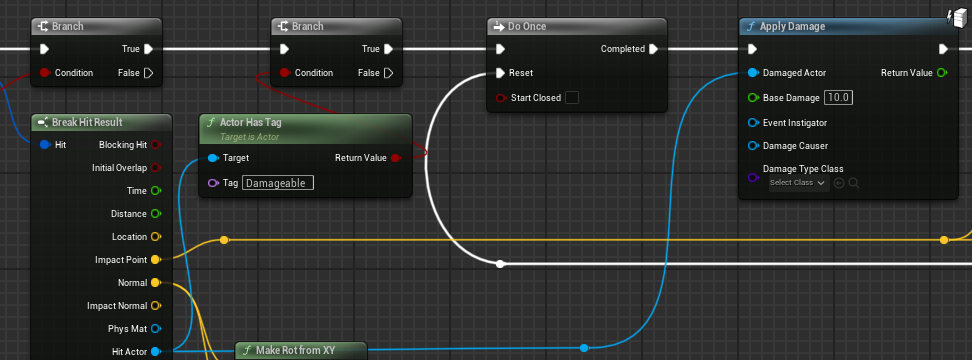 Branch
True
Condition
False
Branch
True
Condition
False
Do Once
Completed
Reset
Start Closed
Apply Damage
Damaged Actor
Return Value
Base Damage 10.0
Event Instigator
Damage Causer
Damage Type Class
Select Class
Break Hit Result
Hit
Blocking Hit
Initial Overlap
Time
Distance
Location
Impact Point
Normal
Impact Normal
Phys Mat
Hit Actor
f Actor Has Tag
Target is Actor
Target
Return Value
Tag Damageable
f Make Rot from XY